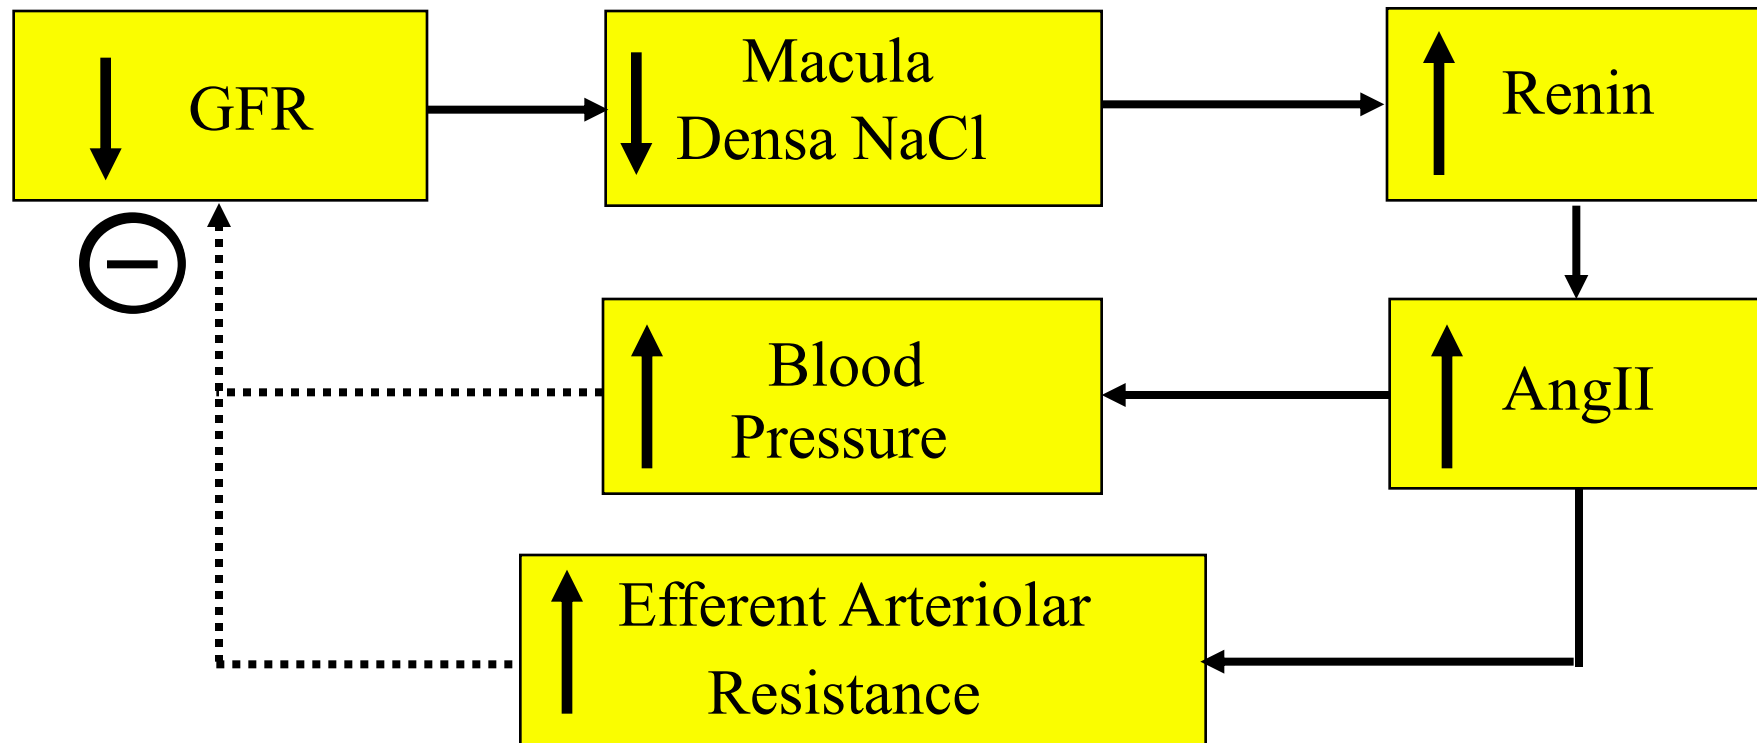 GFR
Macula
Densa NaCl
Renin
Blood
Pressure
AngII
Efferent Arteriolar
Resistance